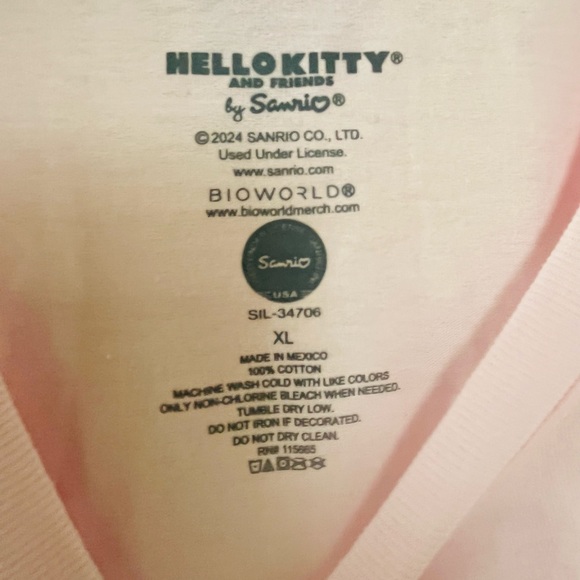 HELLO KITTY®
AND FRIENDS
by Sanrio®
©2024 SANRIO CO., LTD.
Used Under License.
www.sanrio.com
BIOWORLD®
www.bioworldmerch.com
Sanrio
USA
SIL-34706
XL
MADE IN MEXICO
100% COTTON
MACHINE WASH COLD WITH LIKE COLORS
ONLY NON-CHLORINE BLEACH WHEN NEEDED.
TUMBLE DRY LOW.
DO NOT IRON IF DECORATED.
DO NOT DRY CLEAN.
RN# 115665